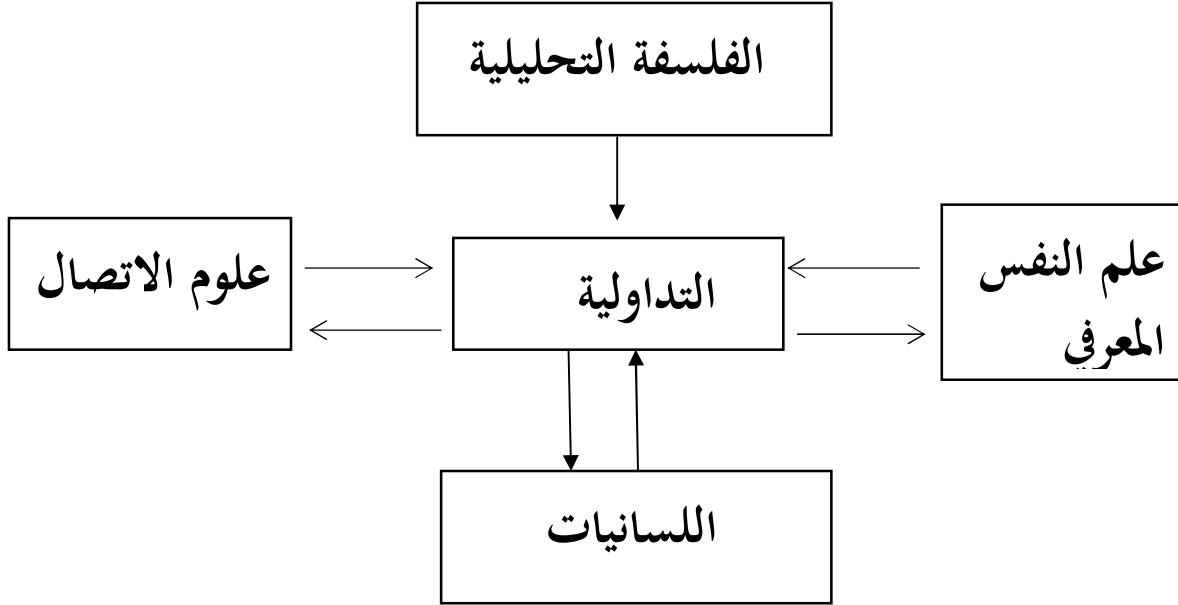 الفلسفة التحليلية
علم النفس
المعرفي
التداولية
علوم الاتصال
اللسانيات